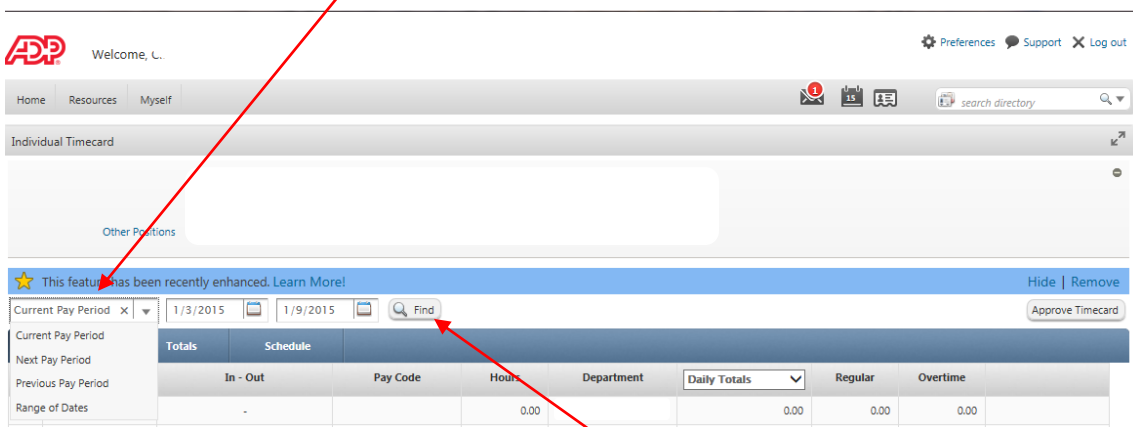 Preferences Support Log out
ADP Welcome, C..
Home Resources Myself 1 15 search directory
Individual Timecard
Other Positions
This feature has been recently enhanced. Learn More! Hide | Remove
Current Pay Period 1/3/2015 1/9/2015 Find Approve Timecard
Current Pay Period
Next Pay Period
Previous Pay Period
Range of Dates
Totals Schedule
In - Out Pay Code Hours Department Daily Totals Regular Overtime
- 0.00 0.00 0.00 0.00